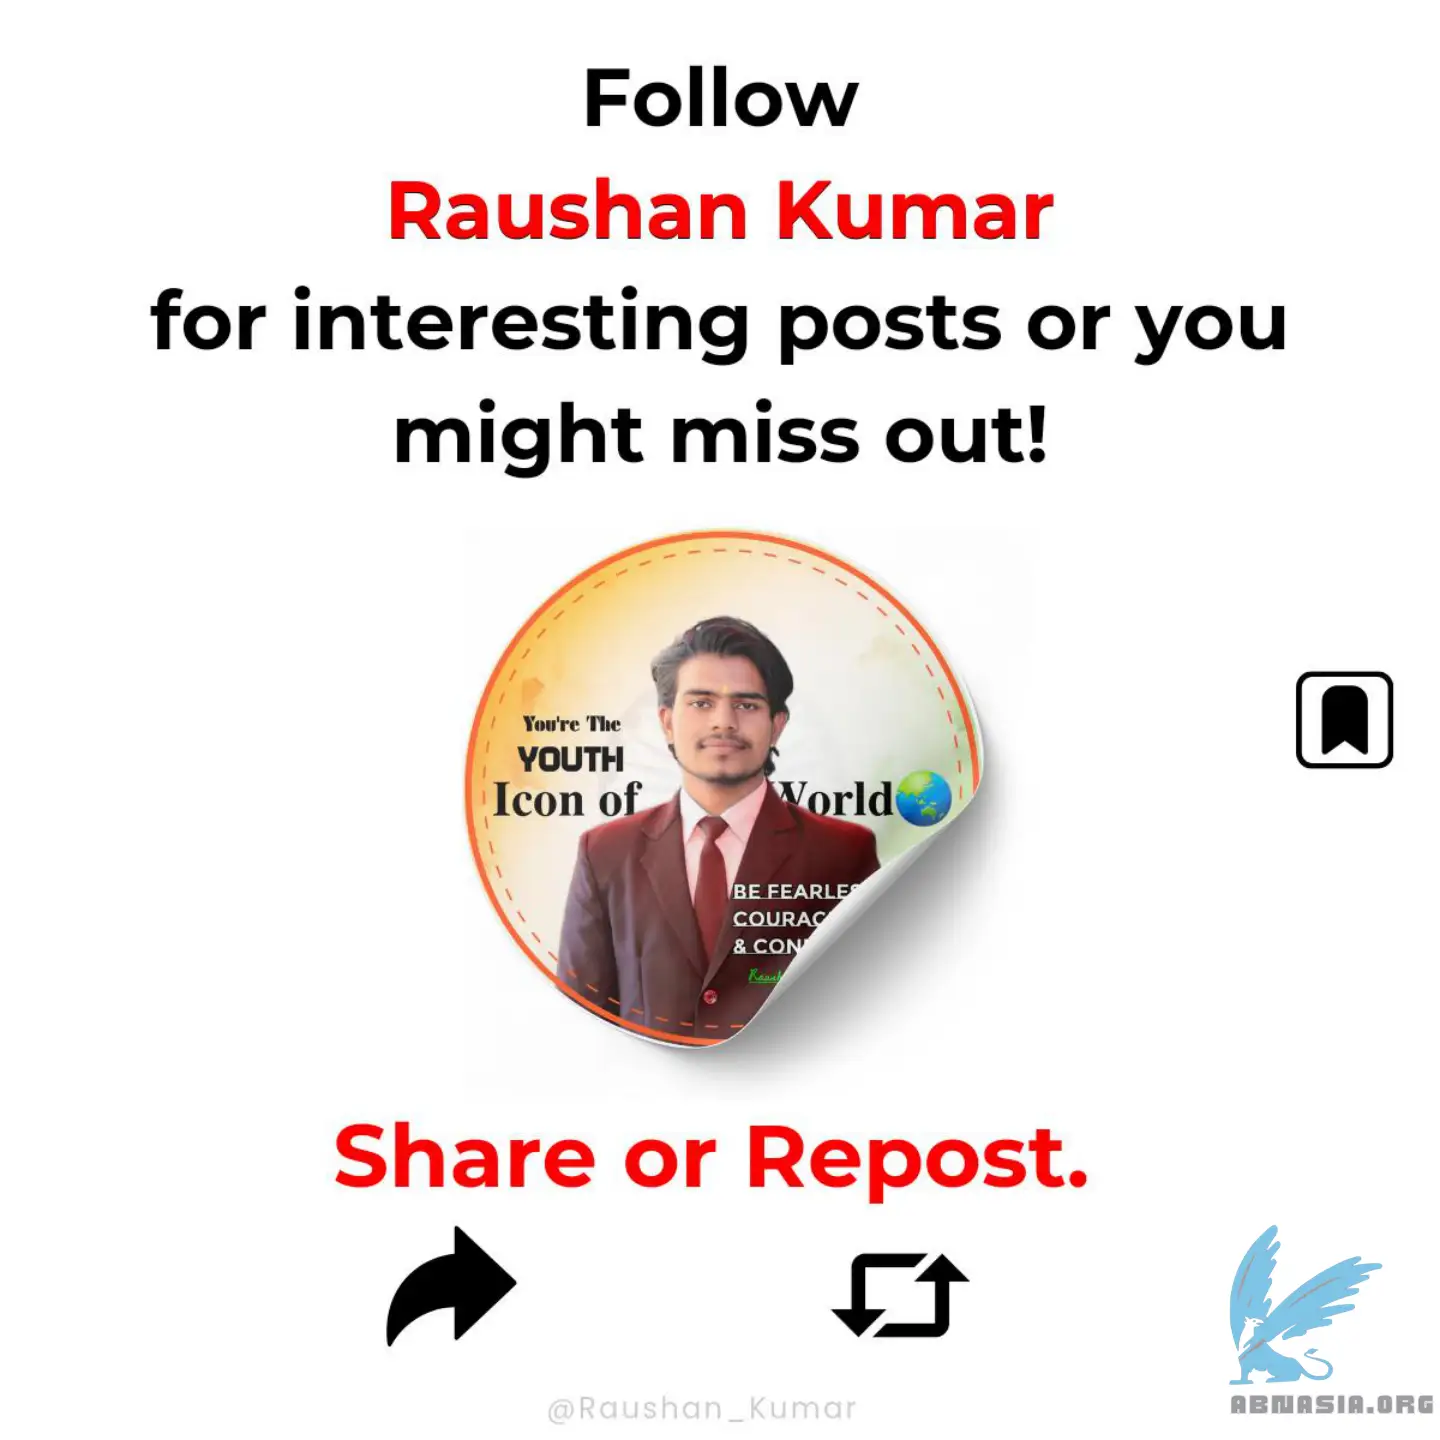 Follow
Raushan Kumar
for interesting posts or you
might miss out!
You're The
YOUTH
Icon of World
BE FEARLES
COURAG
& CON
Share or Repost.
@Raushan_Kumar
ABNASIA.ORG